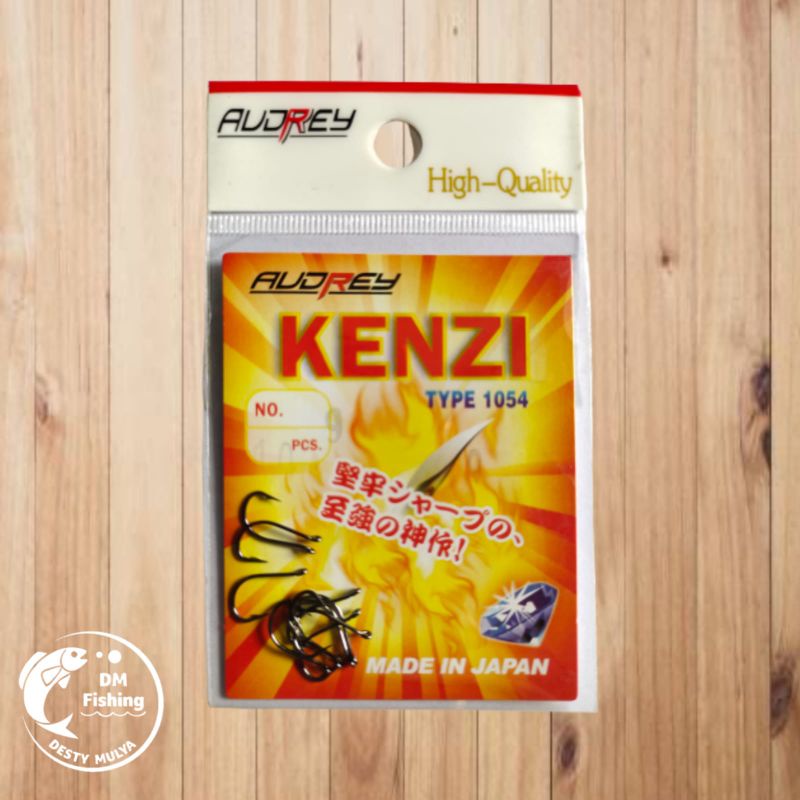 AUDREY
High-Quality
AUDREY
KENZI
TYPE 1054
NO.
PCS.
堅牢シャープの、
至強の神作!
MADE IN JAPAN
DM
Fishing
DESTY MULYA